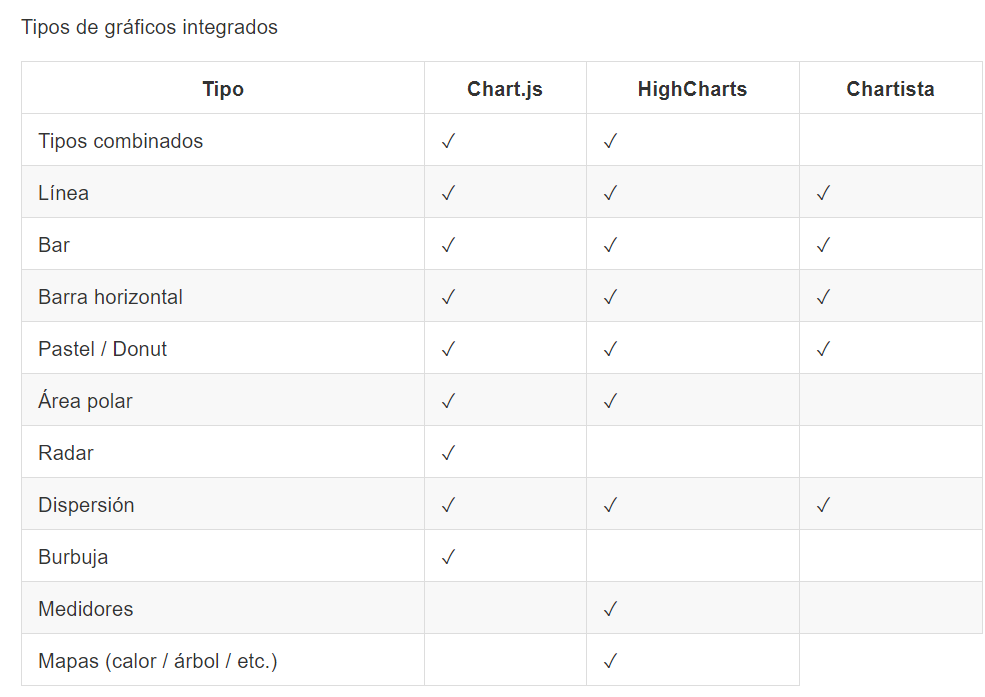 Tipos de gráficos integrados
Tipo Chart.js HighCharts Chartista
Tipos combinados ✓ ✓
Línea ✓ ✓ ✓
Bar ✓ ✓ ✓
Barra horizontal ✓ ✓ ✓
Pastel / Donut ✓ ✓ ✓
Área polar ✓ ✓
Radar ✓
Dispersión ✓ ✓ ✓
Burbuja ✓
Medidores ✓
Mapas (calor / árbol / etc.) ✓